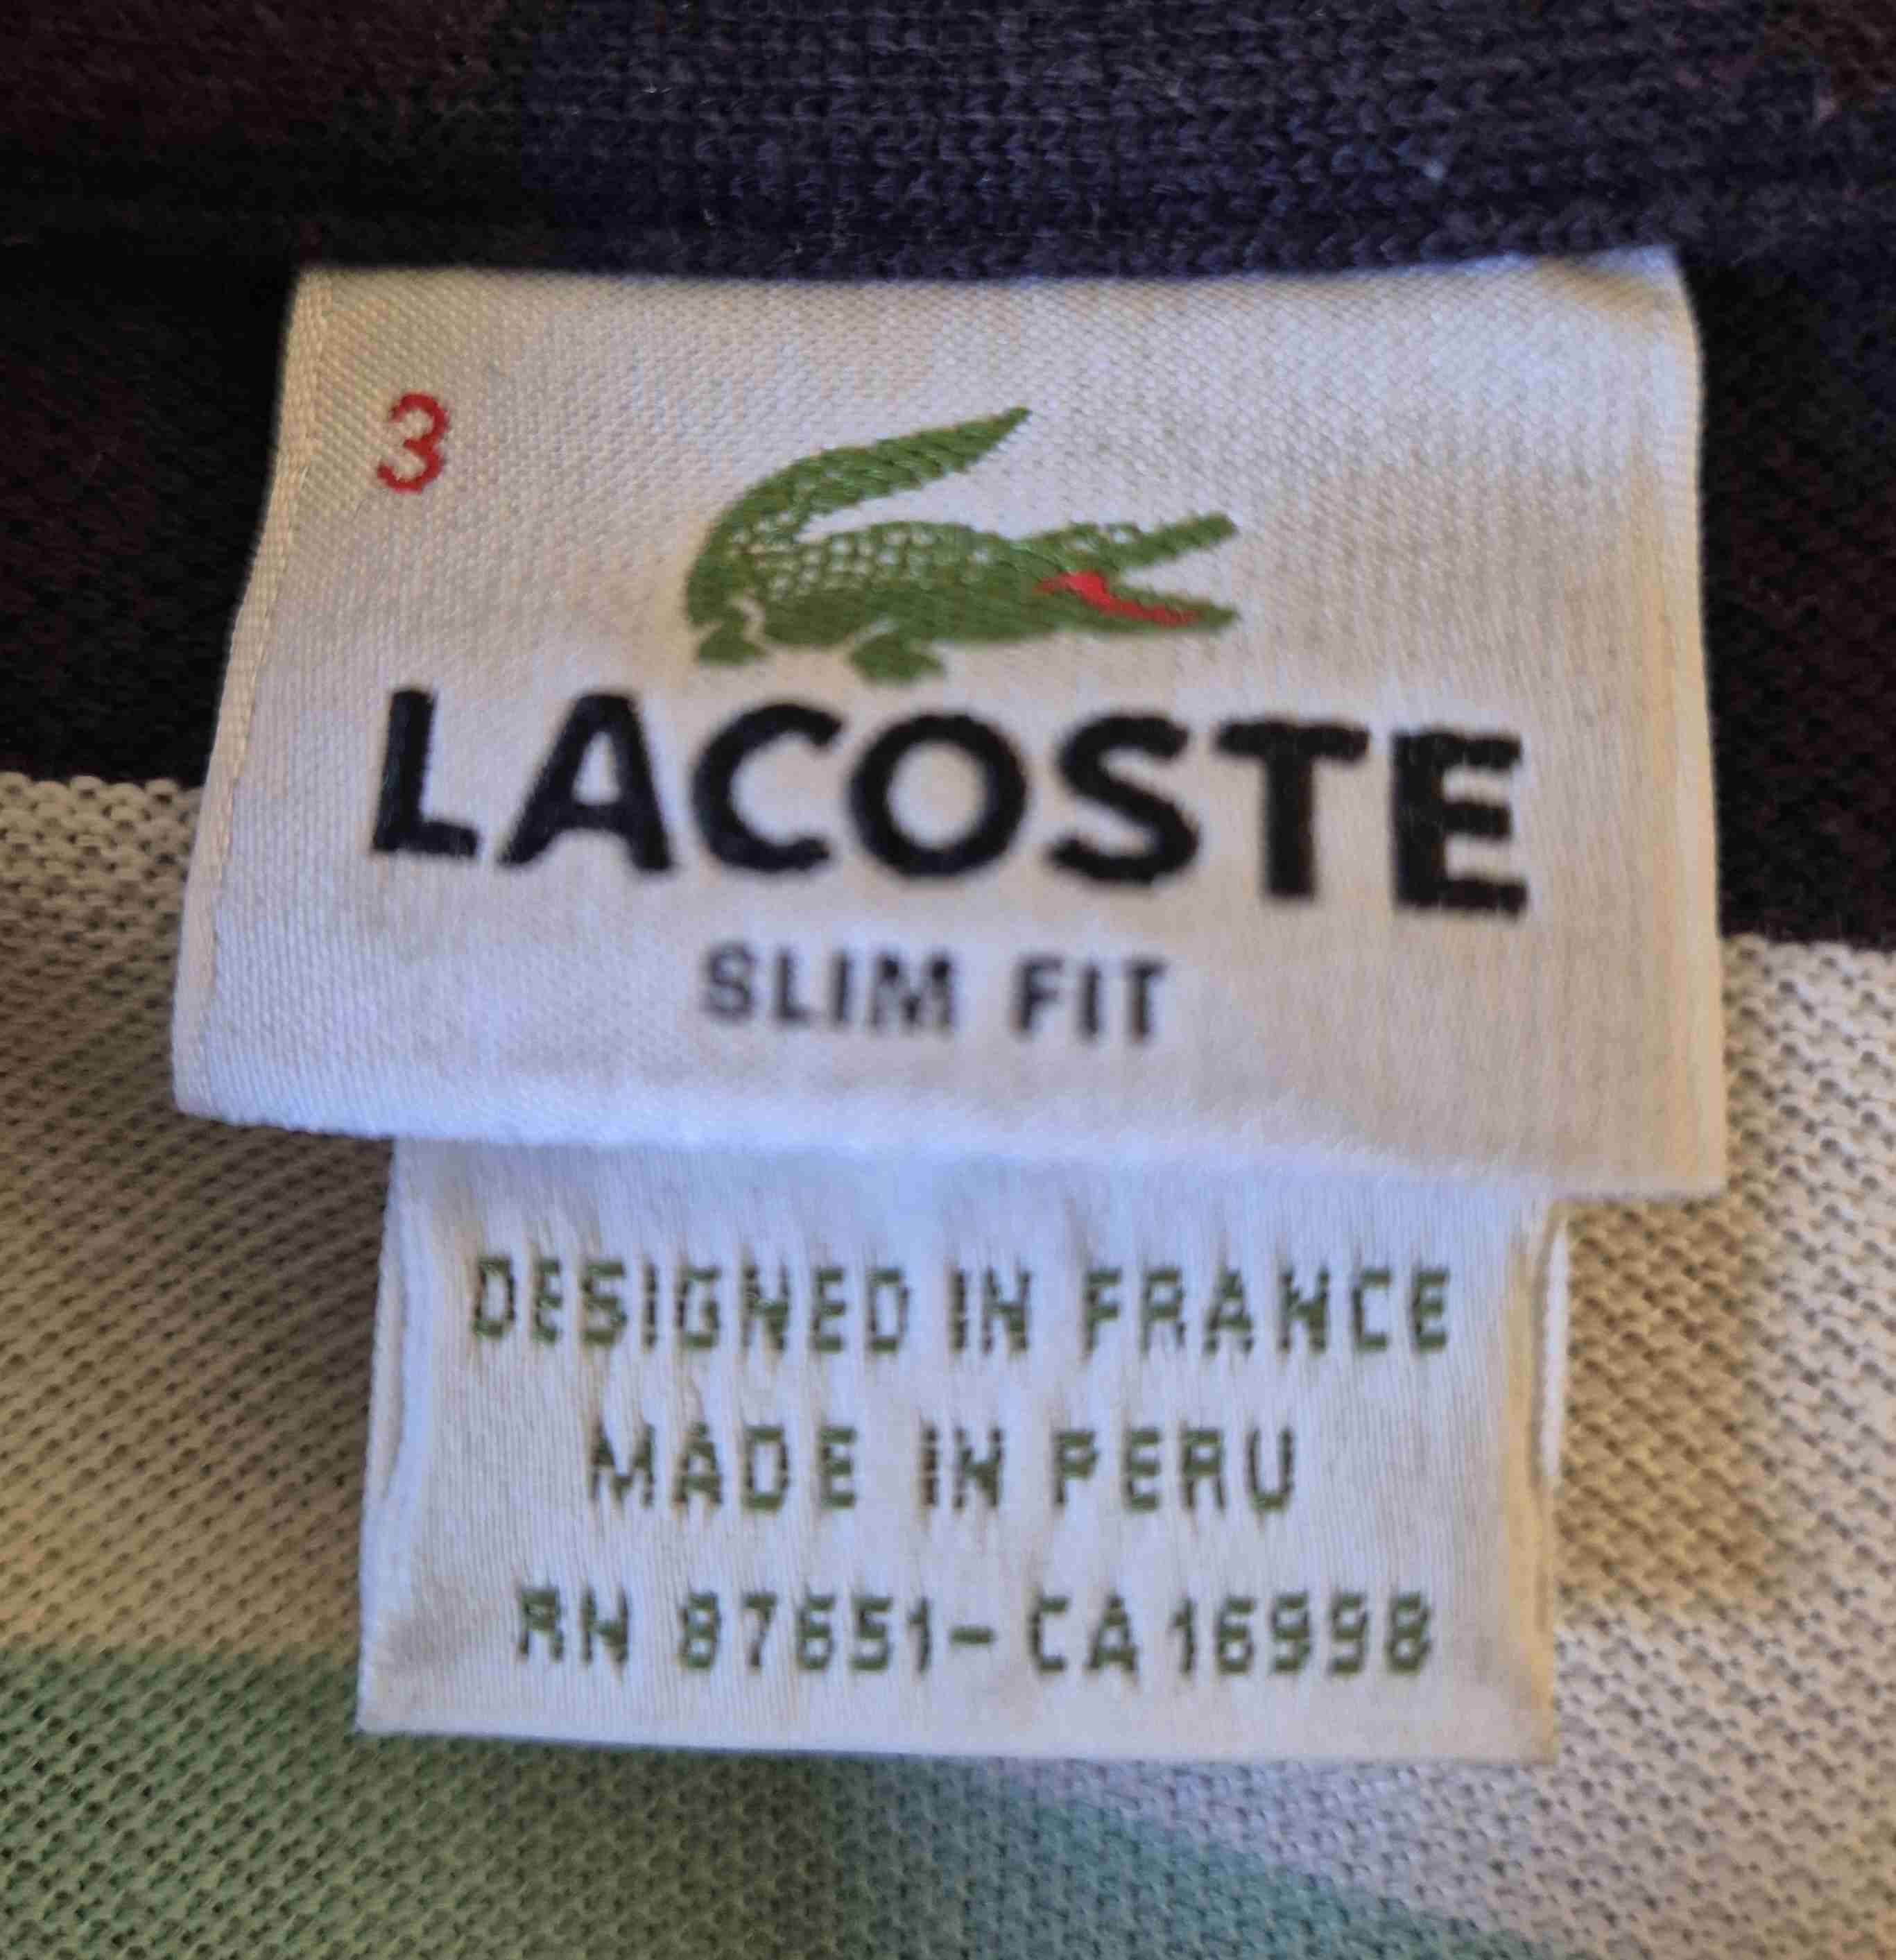 3
LACOSTE
SLIM FIT
DESIGNED IN FRANCE
MADE IN PERU
RN 87651-CA 16998